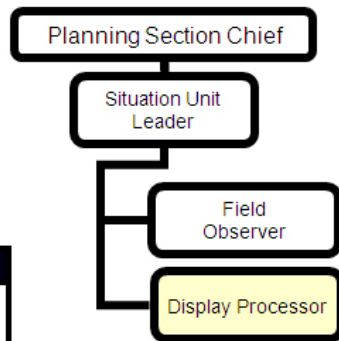 Planning Section Chief
Situation Unit
Leader
Field
Observer
Display Processor